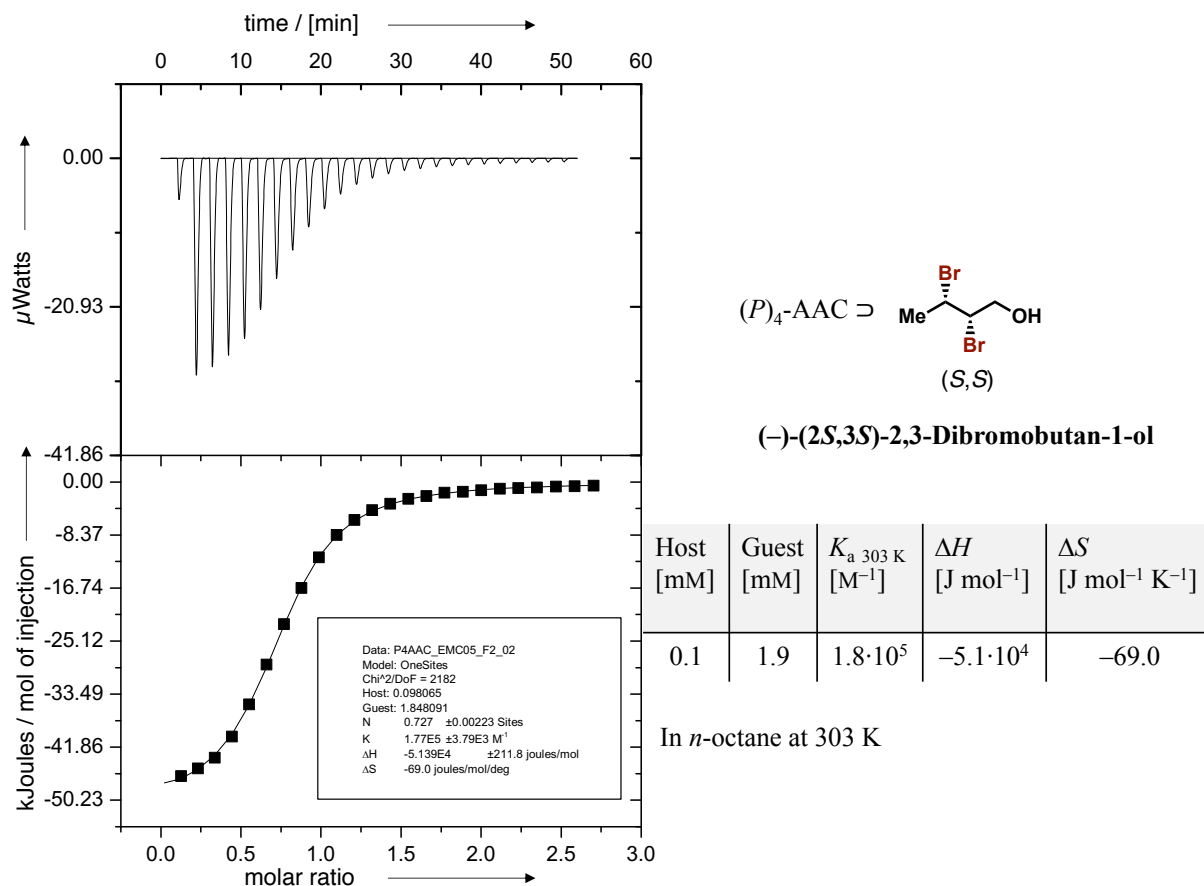 time / [min]
0 10 20 30 40 50 60
0.00
-20.93
-41.86
µWatts
0.00
-8.37
-16.74
-25.12
-33.49
-41.86
-50.23
kJoules / mol of injection
Data: P4AAC_EMC05_F2_02
Model: OneSites
Chi^2/DoF = 2182
Host: 0.098065
Guest: 1.848091
N 0.727 ±0.00223 Sites
K 1.77E5 ±3.79E3 M⁻¹
ΔH -5.139E4 ±211.8 joules/mol
ΔS -69.0 joules/mol/deg
0.0 0.5 1.0 1.5 2.0 2.5 3.0
molar ratio
Br
(P)₄-AAC ⊃ Me OH
Br
(S,S)
(–)-(2S,3S)-2,3-Dibromobutan-1-ol
Host [mM] Guest [mM] Kₐ 303 K [M⁻¹] ΔH [J mol⁻¹] ΔS [J mol⁻¹ K⁻¹]
0.1 1.9 1.8·10⁵ –5.1·10⁴ –69.0
In n-octane at 303 K